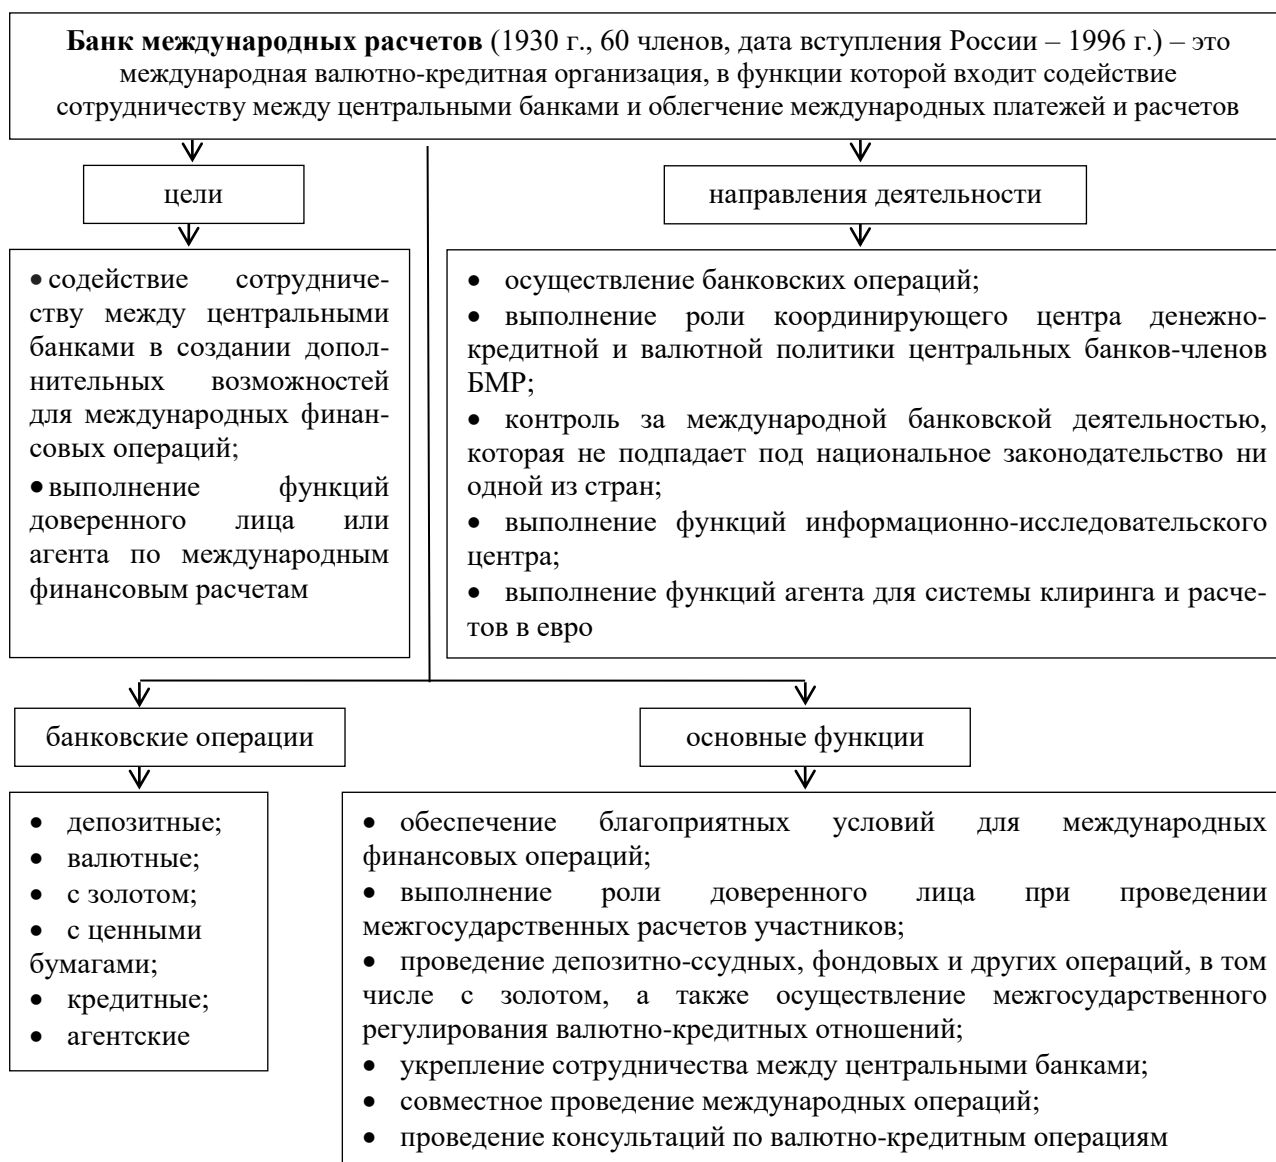 Банк международных расчетов (1930 г., 60 членов, дата вступления России – 1996 г.) – это
международная валютно-кредитная организация, в функции которой входит содействие
сотрудничеству между центральными банками и облегчение международных платежей и расчетов
цели
• содействие сотрудниче-
ству между центральными
банками в создании допол-
нительных возможностей
для международных финан-
совых операций;
• выполнение функций
доверенного лица или
агента по международным
финансовым расчетам
направления деятельности
• осуществление банковских операций;
• выполнение роли координирующего центра денежно-
кредитной и валютной политики центральных банков-членов
БМР;
• контроль за международной банковской деятельностью,
которая не подпадает под национальное законодательство ни
одной из стран;
• выполнение функций информационно-исследовательского
центра;
• выполнение функций агента для системы клиринга и расче-
тов в евро
банковские операции
• депозитные;
• валютные;
• с золотом;
• с ценными
бумагами;
• кредитные;
• агентские
основные функции
• обеспечение благоприятных условий для международных
финансовых операций;
• выполнение роли доверенного лица при проведении
межгосударственных расчетов участников;
• проведение депозитно-ссудных, фондовых и других операций, в том
числе с золотом, а также осуществление межгосударственного
регулирования валютно-кредитных отношений;
• укрепление сотрудничества между центральными банками;
• совместное проведение международных операций;
• проведение консультаций по валютно-кредитным операциям